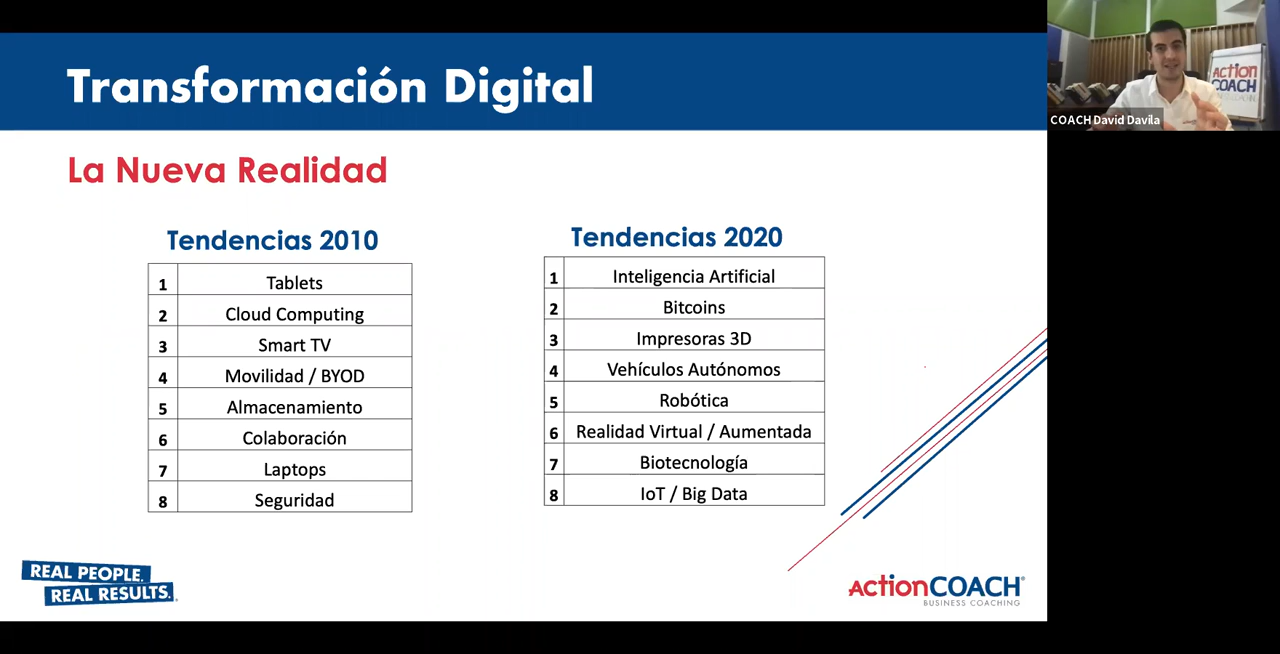 Transformación Digital
La Nueva Realidad
Tendencias 2010
1 Tablets
2 Cloud Computing
3 Smart TV
4 Movilidad / BYOD
5 Almacenamiento
6 Colaboración
7 Laptops
8 Seguridad
Tendencias 2020
1 Inteligencia Artificial
2 Bitcoins
3 Impresoras 3D
4 Vehículos Autónomos
5 Robótica
6 Realidad Virtual / Aumentada
7 Biotecnología
8 IoT / Big Data
REAL PEOPLE.
REAL RESULTS.
ActionCOACH®
BUSINESS COACHING
ACTion
COACH
COACH David Davila